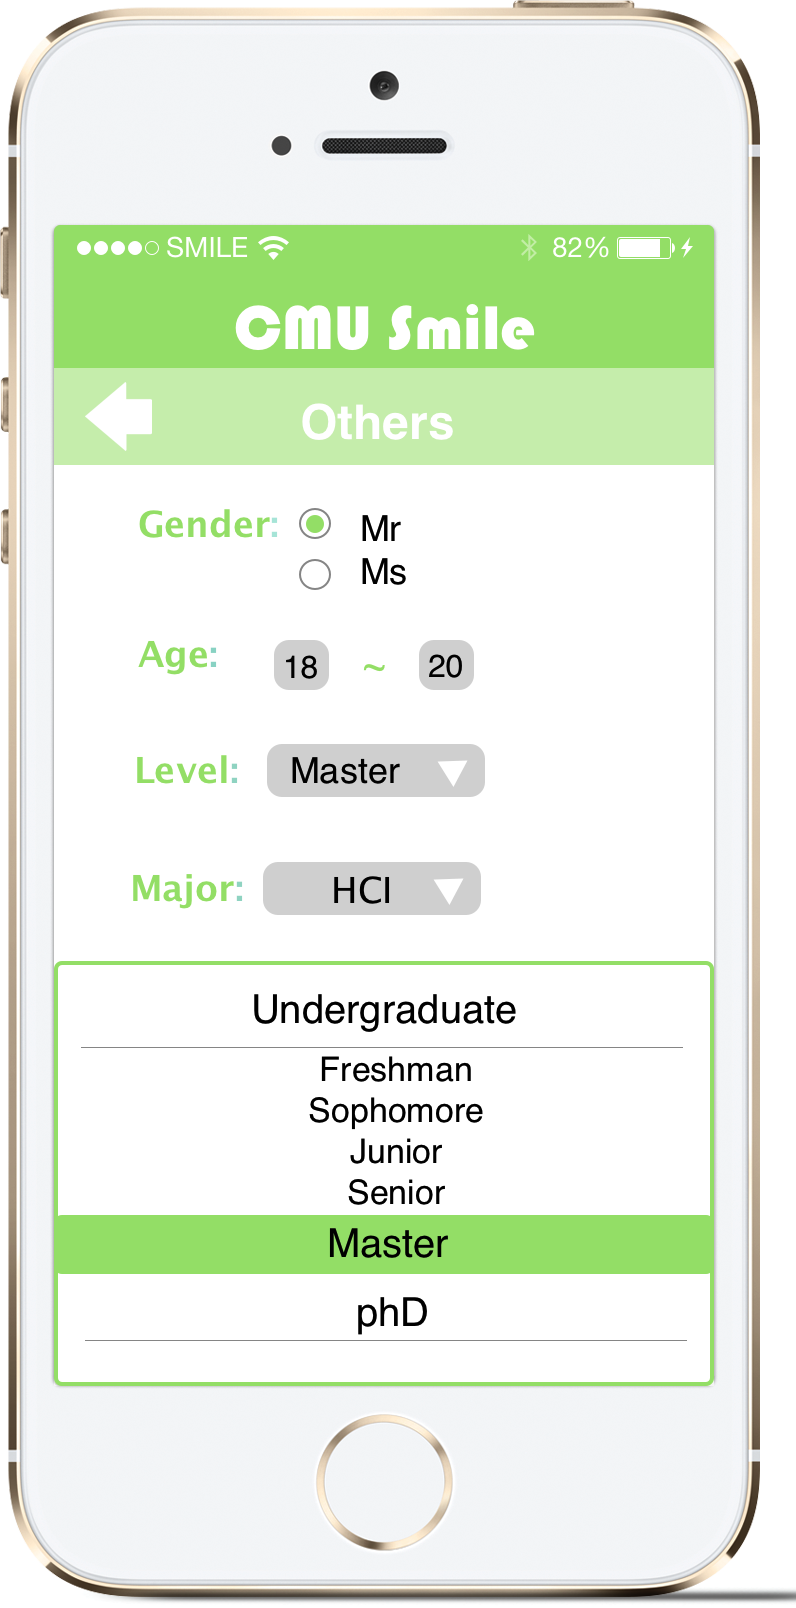 SMILE 82%
CMU Smile
Others
Gender: Mr
Ms
Age: 18 ~ 20
Level: Master
Major: HCI
Undergraduate
Freshman
Sophomore
Junior
Senior
Master
phD